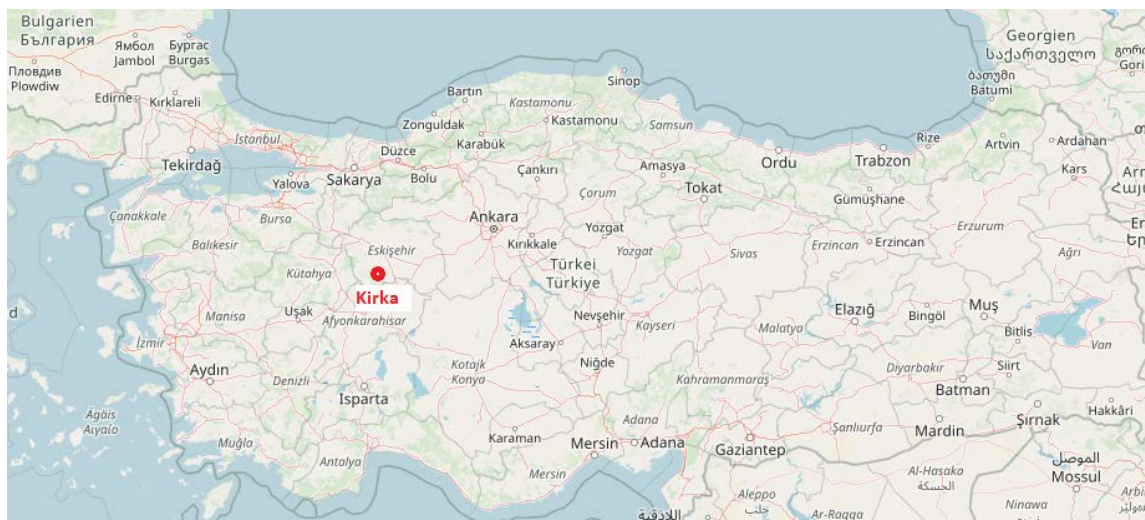 Bulgarien
България
Ямбол
Jambol
Бургас
Burgas
Пловдив
Plowdiw
Edirne
Kırklareli
Tekirdağ
İstanbul
Yalova
Sakarya
Düzce
Bolu
Zonguldak
Bartın
Karabük
Kastamonu
Kastamonu
Sinop
Samsun
Çankırı
Çorum
Amasya
Tokat
Ordu
Trabzon
Rize
Artvin
Ardahan
Kars
Georgien
საქართველო
ბათუმი
Batumi
Gori
Gümüşhane
Çanakkale
Balıkesir
Bursa
Eskişehir
Ankara
Kırıkkale
Yozgat
Yozgat
Türkei
Türkiye
Sivas
Erzincan
Erzincan
Erzurum
Ağrı
Kütahya
Kirka
Manisa
Uşak
Afyonkarahisar
İzmir
Aydın
Denizli
Isparta
Kotajk
Konya
Aksaray
Nevşehir
Kayseri
Niğde
Malatya
Elazığ
Bingöl
Muş
Bitlis
Van
Siirt
Diyarbakır
Batman
Kahramanmaraş
Adana
Adana
Mersin
Mersin
Karaman
Antalya
Muğla
Ägäis
Αιγαίο
Gaziantep
Şanlıurfa
Mardin
Şırnak
Hakkâri
Al-Hasaka
الحسكة
الموصل
Mossul
Ninawa
نينوى
Aleppo
حلب
Ar-Raqqa
اللاذقية